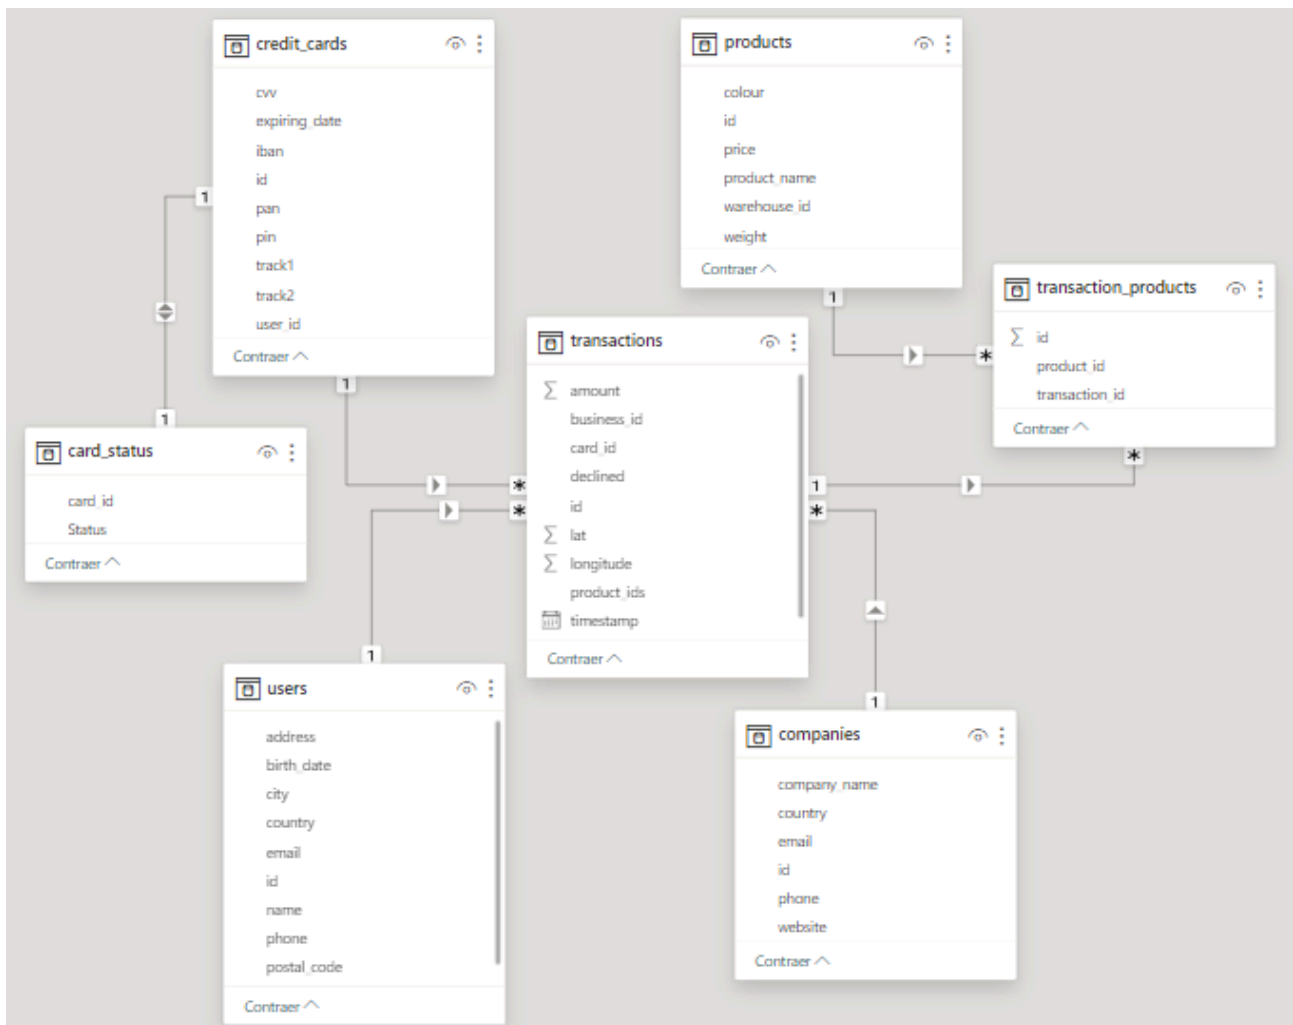 credit_cards
cvv
expiring_date
iban
id
pan
pin
track1
track2
user_id
Contraer
products
colour
id
price
product_name
warehouse_id
weight
Contraer
transaction_products
Σ id
product_id
transaction_id
Contraer
transactions
Σ amount
business_id
card_id
declined
id
Σ lat
Σ longitude
product_ids
timestamp
Contraer
card_status
card_id
Status
Contraer
users
address
birth_date
city
country
email
id
name
phone
postal_code
Contraer
companies
company_name
country
email
id
phone
website
Contraer
1
1
1
*
1
*
1
*
1
*
*
1